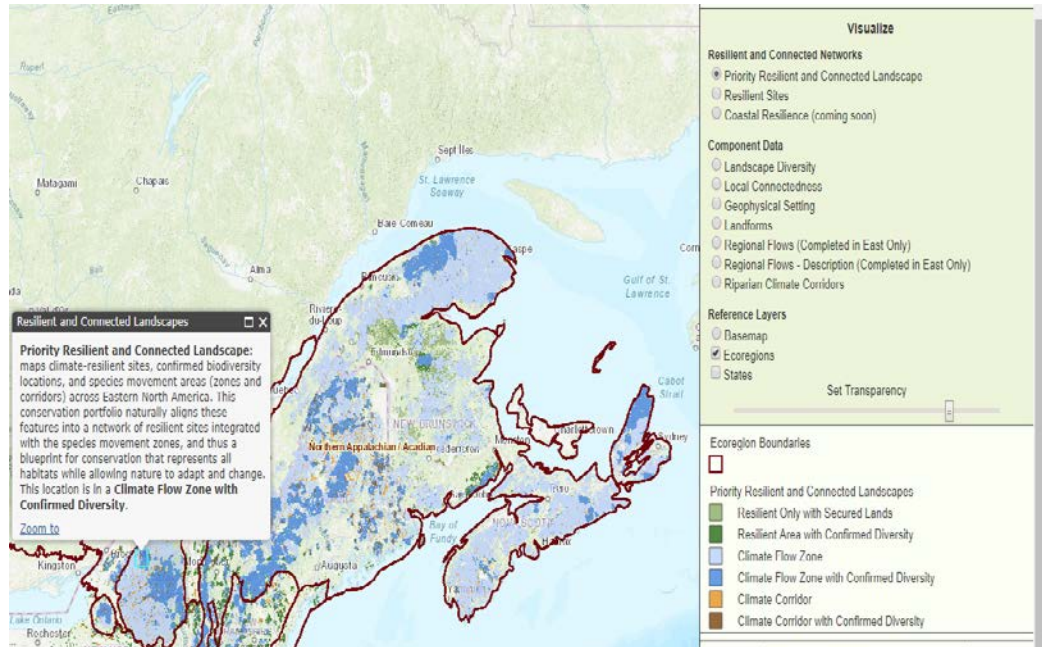 Eastmain
Rupert
Sept Îles
Matagami
Chapais
St. Lawrence
Seaway
Baie Comeau
Gaspe
Alma
Rimouski
Gulf of St.
Lawrence
Edmundston
Cabot
Strait
NEW BRUNSWICK
Charlottetown
Sydney
Moncton
Northern Appalachian / Acadian
NOVA SCOTIA
Bay of
Fundy
Halifax
Augusta
Kingston
Lake Ontario
Rochester
Resilient and Connected Landscapes
Priority Resilient and Connected Landscape:
maps climate-resilient sites, confirmed biodiversity
locations, and species movement areas (zones and
corridors) across Eastern North America. This
conservation portfolio naturally aligns these
features into a network of resilient sites integrated
with the species movement zones, and thus a
blueprint for conservation that represents all
habitats while allowing nature to adapt and change.
This location is in a Climate Flow Zone with
Confirmed Diversity.
Zoom to
Visualize
Resilient and Connected Networks
Priority Resilient and Connected Landscape
Resilient Sites
Coastal Resilience (coming soon)
Component Data
Landscape Diversity
Local Connectedness
Geophysical Setting
Landforms
Regional Flows (Completed in East Only)
Regional Flows - Description (Completed in East Only)
Riparian Climate Corridors
Reference Layers
Basemap
Ecoregions
States
Set Transparency
Ecoregion Boundaries
Priority Resilient and Connected Landscapes
Resilient Only with Secured Lands
Resilient Area with Confirmed Diversity
Climate Flow Zone
Climate Flow Zone with Confirmed Diversity
Climate Corridor
Climate Corridor with Confirmed Diversity